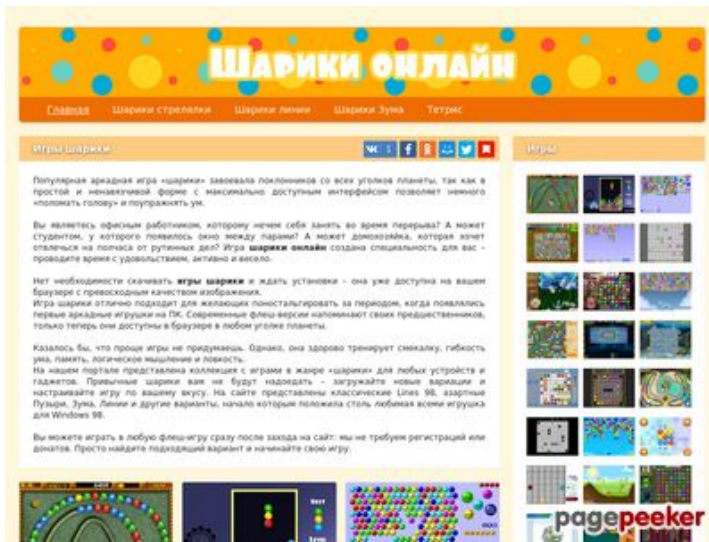 Шарики онлайн
Главная Шарики стрелялки Шарики линии Шарики Зума Тетрис
Игры шарики
Игры
Популярная аркадная игра «шарики» завоевала поклонников со всех уголков планеты, так как в
простой и ненавязчивой форме с максимально доступным интерфейсом позволяет немного
«поломать голову» и поупражнять ум.
Вы являетесь офисным работником, которому нечем себя занять во время перерыва? А может
студентом, у которого появилось окно между парами? А может домохозяйка, которая хочет
отвлечься на полчаса от рутинных дел? Игра шарики онлайн создана специальность для вас –
проводите время с удовольствием, активно и весело.
Нет необходимости скачивать игры шарики и ждать установки – она уже доступна на вашем
браузере с превосходным качеством изображения.
Игра шарики отлично подходит для желающих поностальгировать за периодом, когда появлялись
первые аркадные игрушки на ПК. Современные флеш-версии напоминают своих предшественников,
только теперь они доступны в браузере в любом уголке планеты.
Казалось бы, что проще игры не придумаешь. Однако, она здорово тренирует смекалку, гибкость
ума, память, логическое мышление и ловкость.
На нашем портале представлена коллекция с играми в жанре «шарики» для любых устройств и
гаджетов. Привычные шарики вам не будут надоедать – загружайте новые вариации и
настраивайте игру по вашему вкусу. На сайте представлены классические Lines 98, азартные
Пузыри, Зума, Линии и другие варианты, начало которым положила столь любимая всеми игрушка
для Windows 98.
Вы можете играть в любую флеш-игру сразу после захода на сайт: мы не требуем регистраций или
донатов. Просто найдите подходящий вариант и начинайте свою игру.
pagepeeker